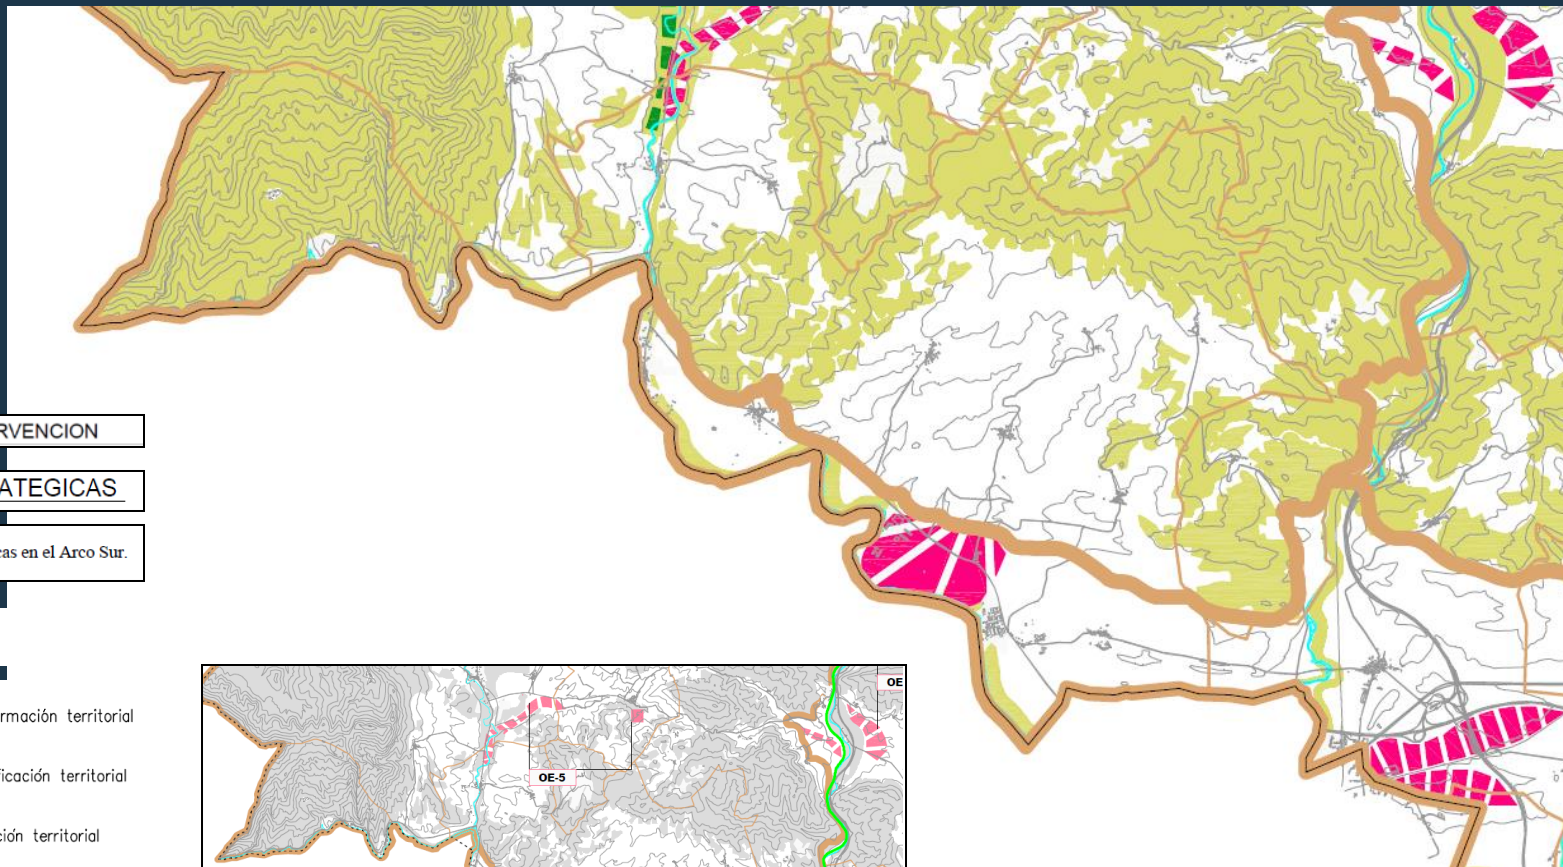 RVENCION
ATEGICAS
cas en el Arco Sur.
rmación territorial
ficación territorial
ción territorial
OE
OE-5